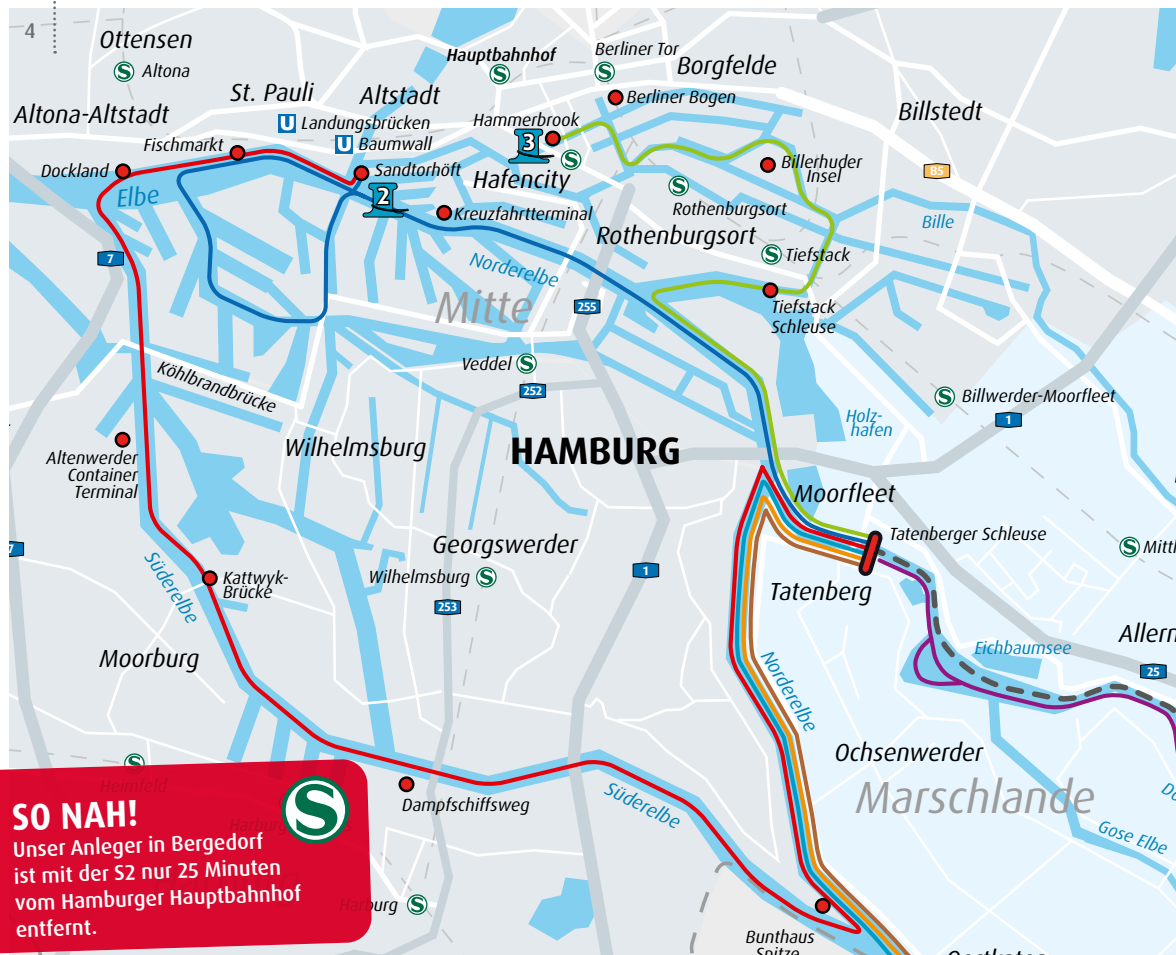 4
Ottensen
S Altona
Hauptbahnhof
S
Berliner Tor
S
Borgfelde
Altona-Altstadt
St. Pauli
Altstadt
Berliner Bogen
Billstedt
U Landungsbrücken
Hammerbrook
Fischmarkt
U Baumwall
3
S
Dockland
Sandtorhöft
Billerhuder
Insel
B5
Elbe
2
Hafencity
S
Rothenburgsort
Kreuzfahrtterminal
Bille
Rothenburgsort
7
Norderelbe
S Tiefstack
Mitte
255
Tiefstack
Schleuse
Veddel S
Köhlbrandbrücke
252
S Billwerder-Moorfleet
Holz-
hafen
1
Altenwerder
Container
Terminal
Wilhelmsburg
HAMBURG
Moorfleet
Tatenberger Schleuse
7
Georgswerder
S
Süderelbe
Kattwyk-
Brücke
Wilhelmsburg S
1
Tatenberg
253
Moorburg
Norderelbe
Eichbaumsee
25
Ochsenwerder
Heimfeld
S
Marschlande
Dampfschiffsweg
Süderelbe
Gose Elbe
SO NAH!
S
Unser Anleger in Bergedorf
ist mit der S2 nur 25 Minuten
vom Hamburger Hauptbahnhof
entfernt.
Harburg S
Bunthaus
Spitze